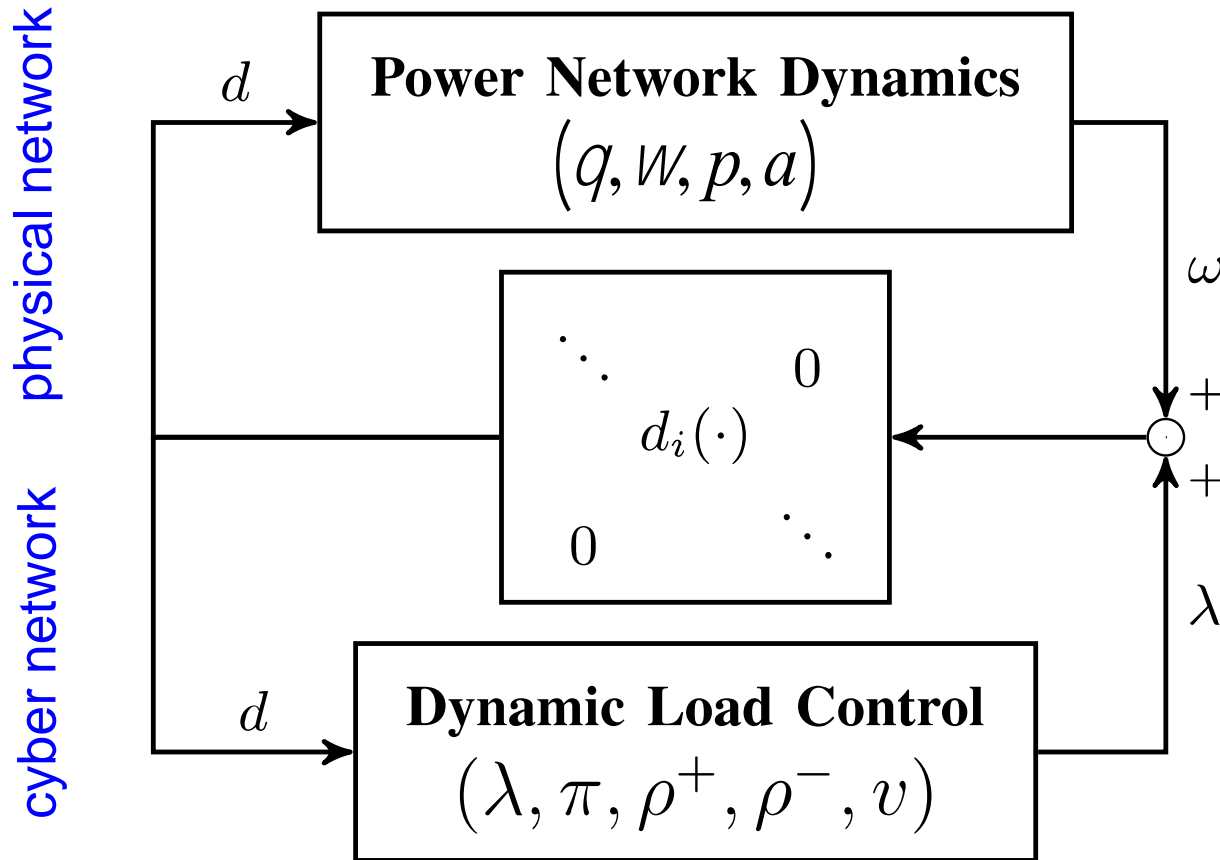 physical network
d
Power Network Dynamics
(q, w, p, a)
ω
⋱ 0
+
d_i(·)
+
0 ⋱
cyber network
λ
d
Dynamic Load Control
(λ, π, ρ⁺, ρ⁻, v)